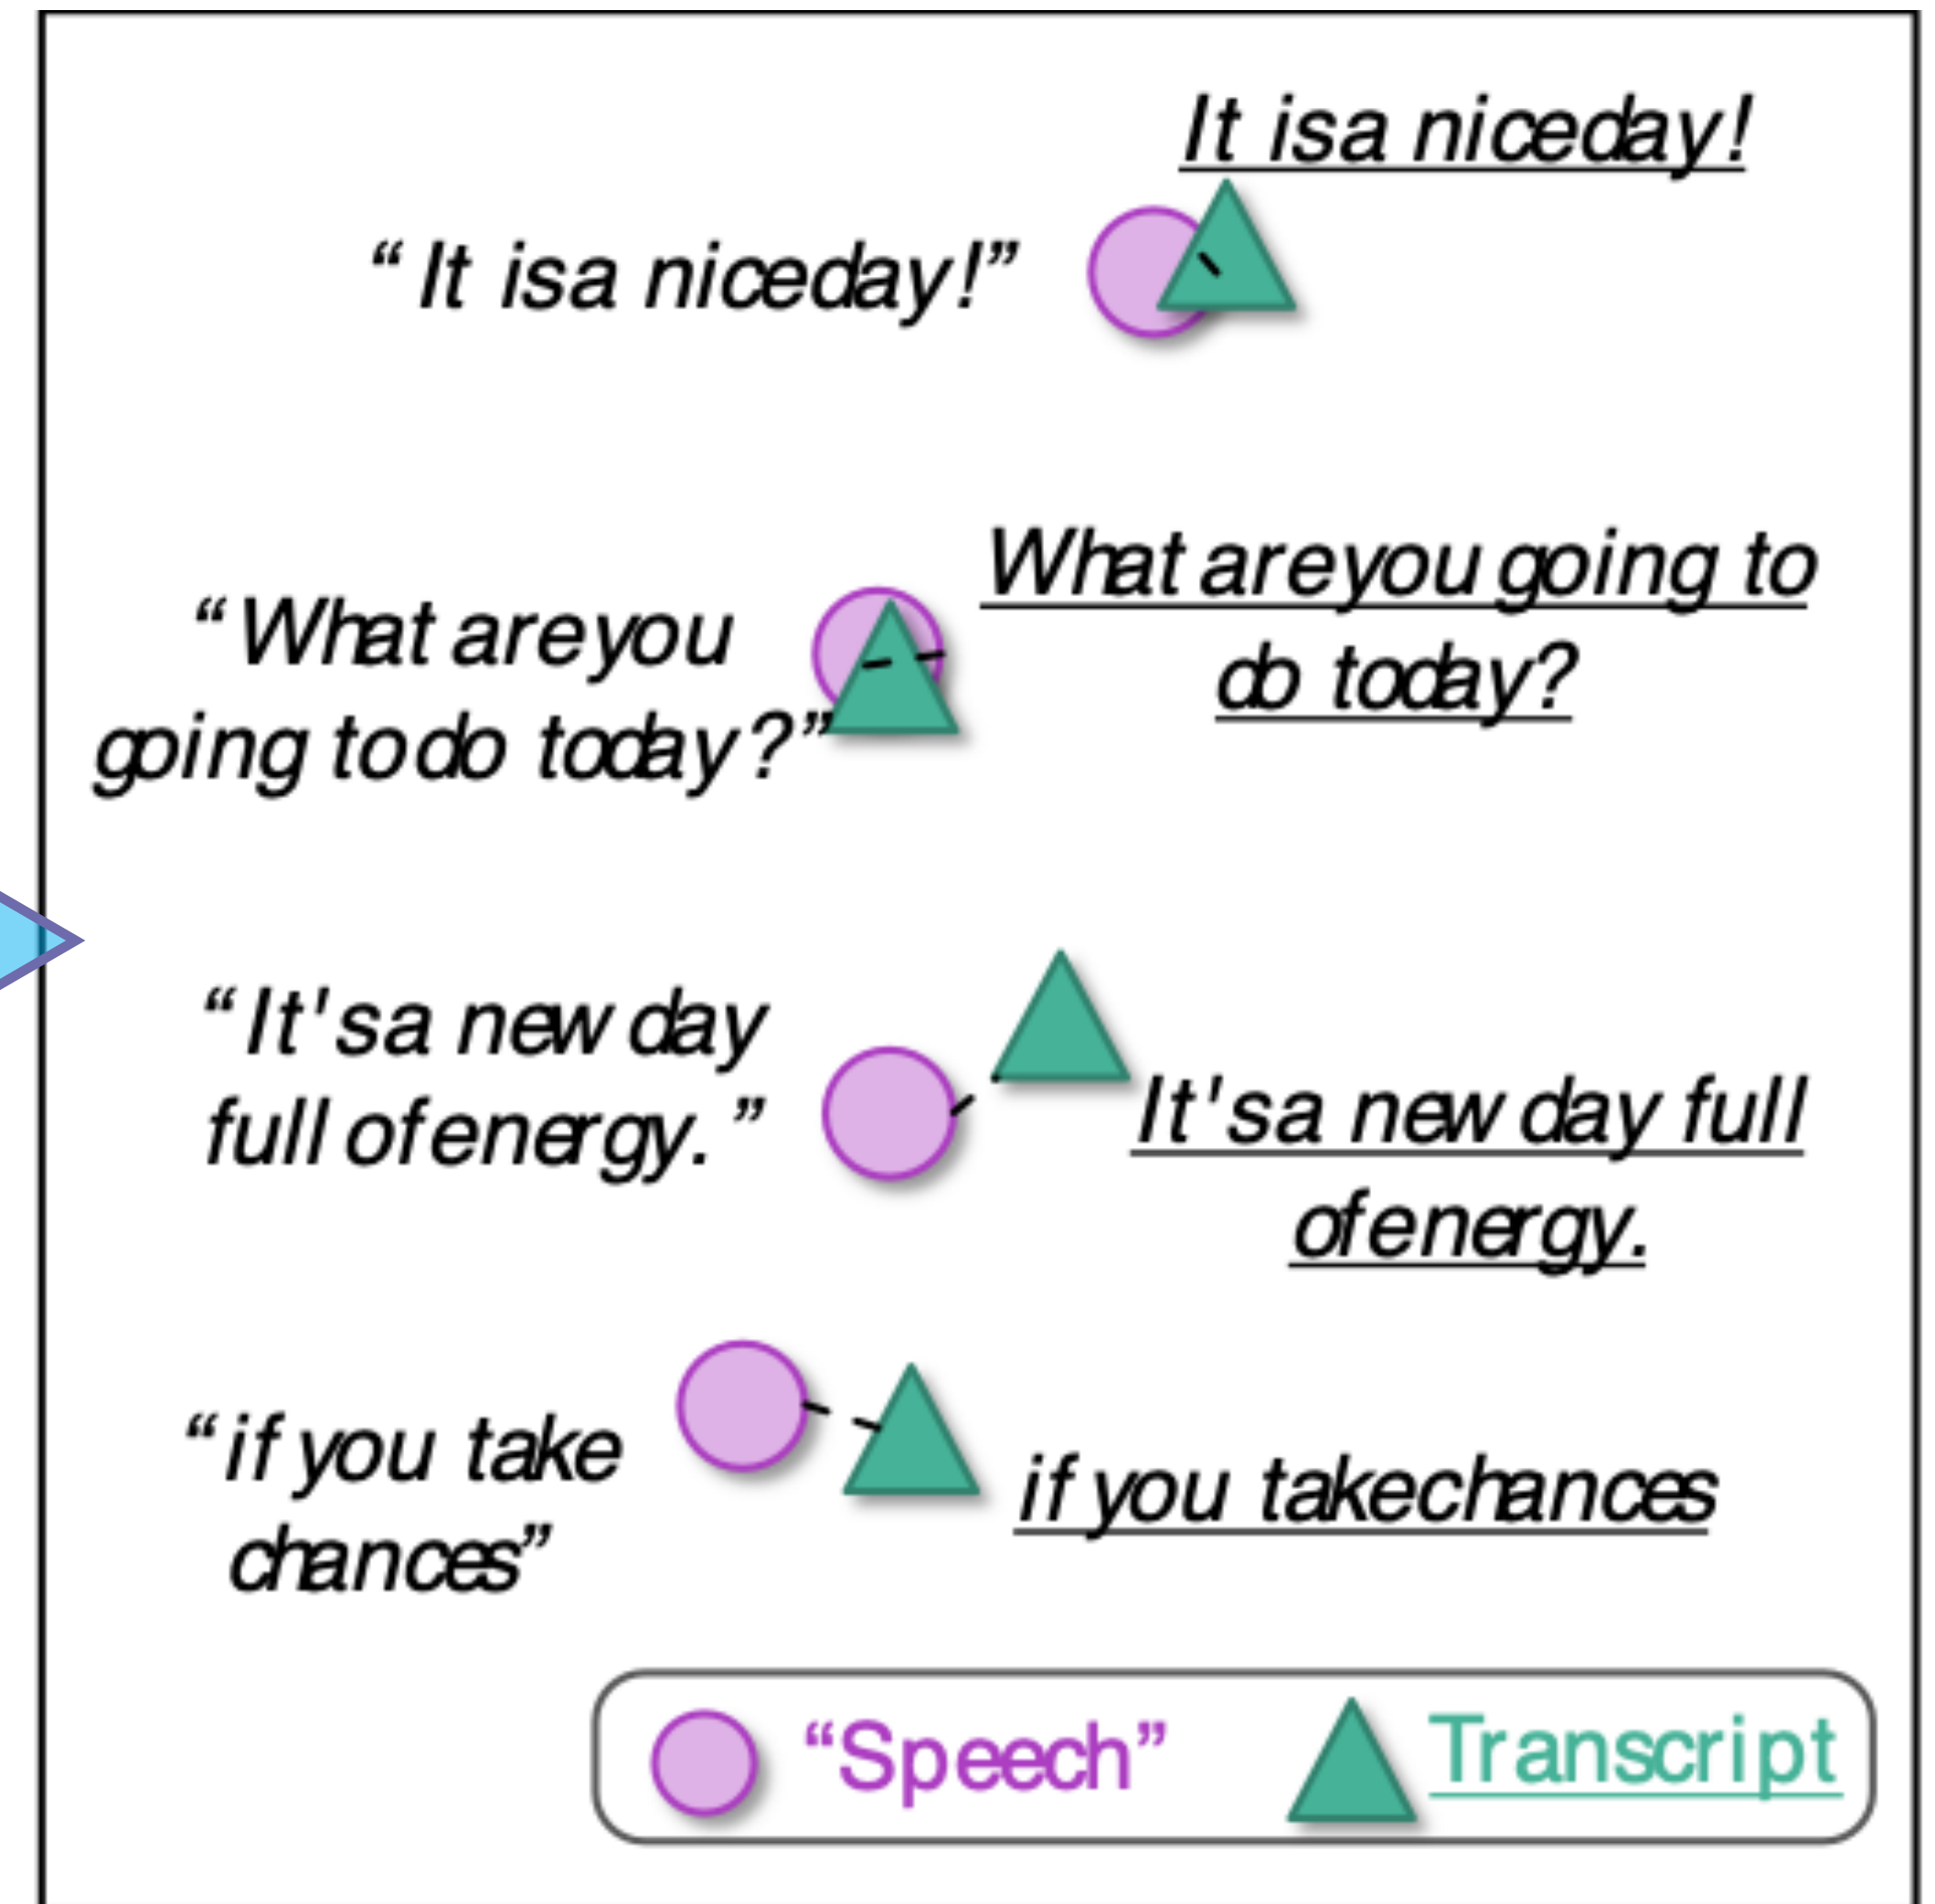 It isa niceday!
“It isa niceday!”
What areyou going to
do today?
“What areyou
going todo today?”
“It'sa new day
full ofenergy.”
It'sa new day full
ofenergy.
“if you take
chances”
if you takechances
“Speech” Transcript